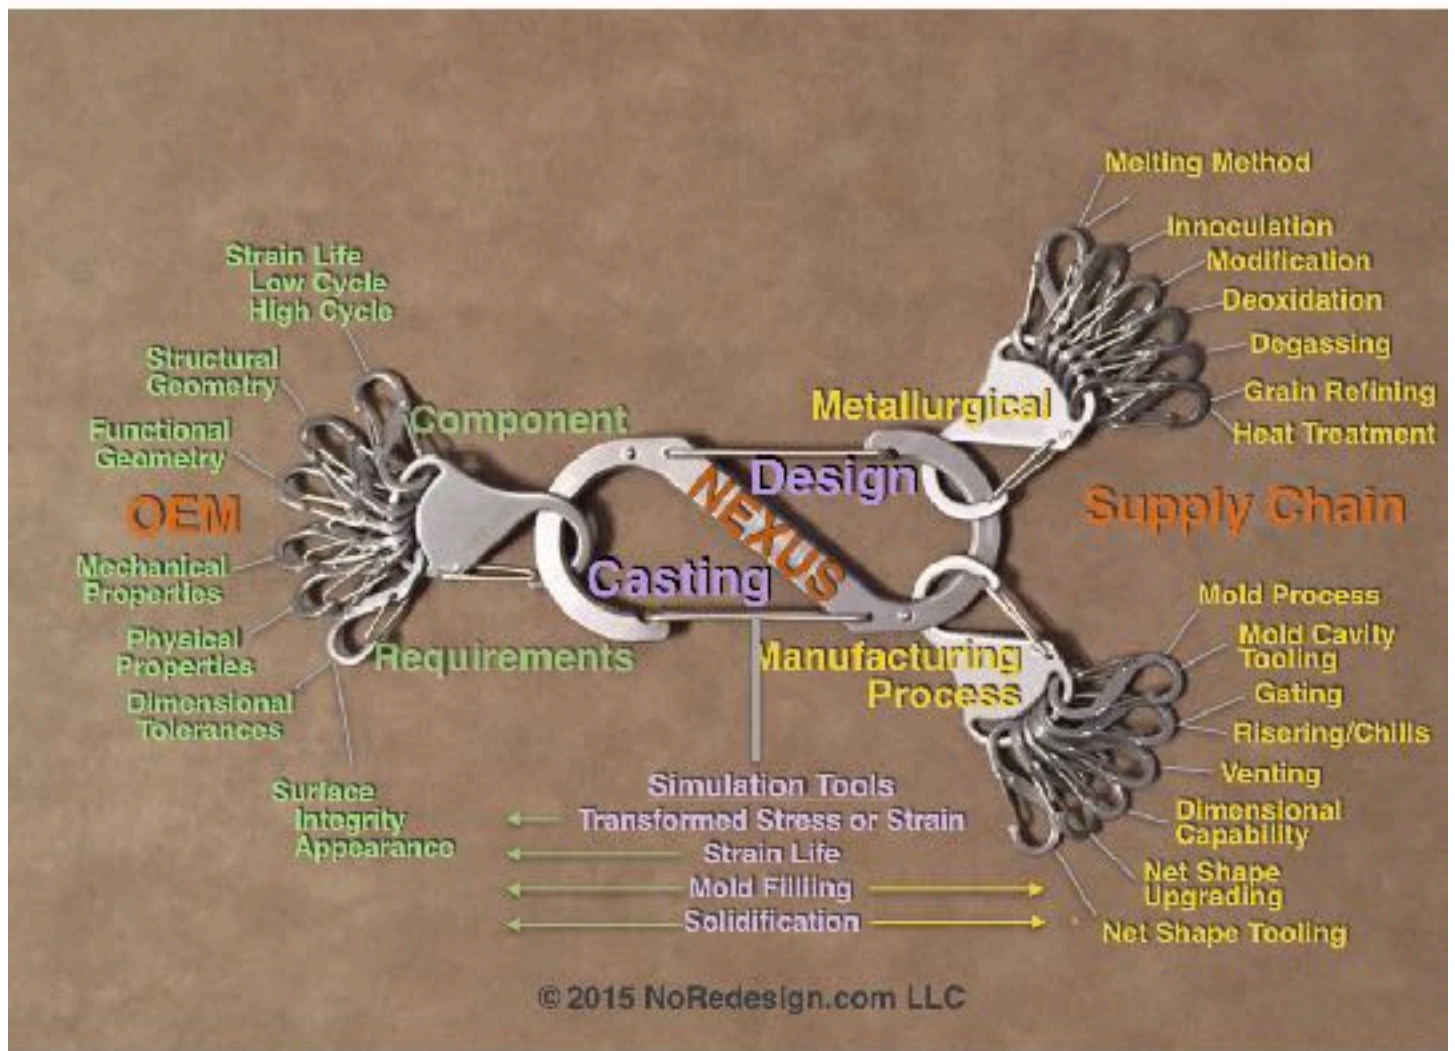 Strain Life
Low Cycle
High Cycle
Structural
Geometry
Functional
Geometry
OEM
Mechanical
Properties
Physical
Properties
Dimensional
Tolerances
Surface
Integrity
Appearance
Component
Requirements
Design
NEXUS
Casting
Metallurgical
Manufacturing
Process
Supply Chain
Melting Method
Innoculation
Modification
Deoxidation
Degassing
Grain Refining
Heat Treatment
Mold Process
Mold Cavity
Tooling
Gating
Risering/Chills
Venting
Dimensional
Capability
Net Shape
Upgrading
Net Shape Tooling
Simulation Tools
Transformed Stress or Strain
Strain Life
Mold Filling
Solidification
© 2015 NoRedesign.com LLC